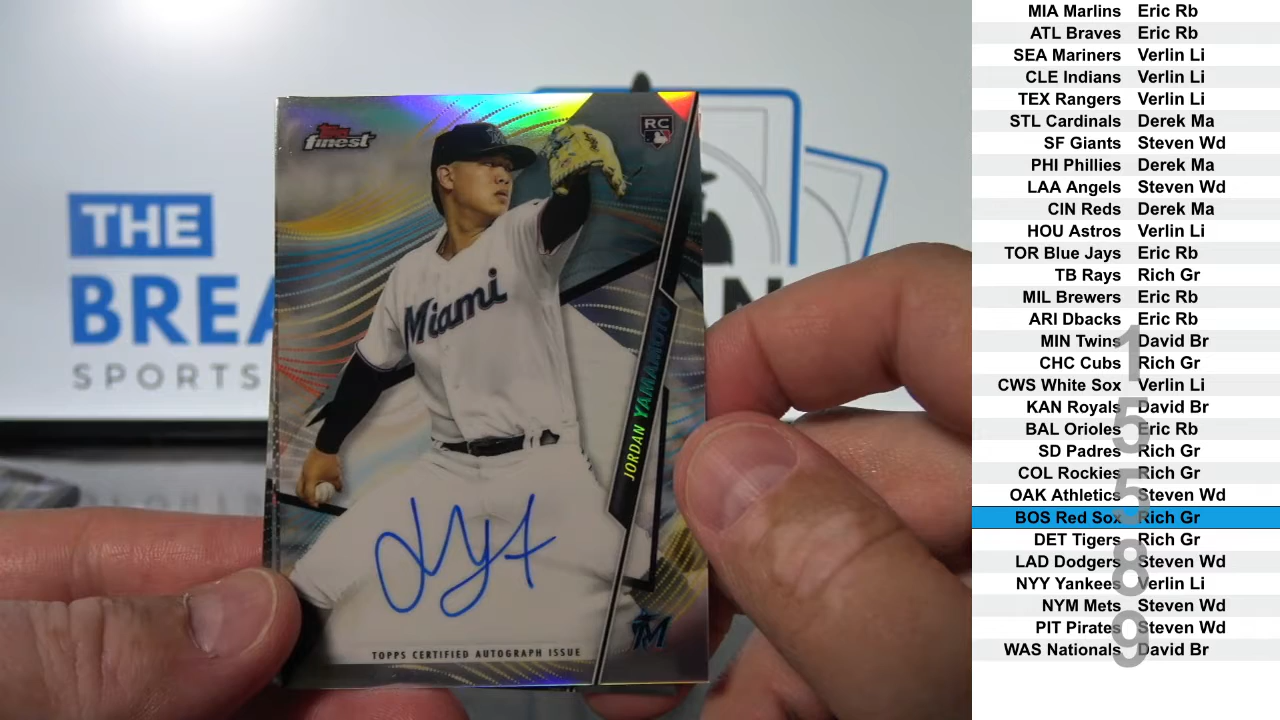 THE
BREA
SPORTS
N
Topps
finest
RC
Miami
JORDAN YAMAMOTO
TOPPS CERTIFIED AUTOGRAPH ISSUE
M
MIA Marlins Eric Rb
ATL Braves Eric Rb
SEA Mariners Verlin Li
CLE Indians Verlin Li
TEX Rangers Verlin Li
STL Cardinals Derek Ma
SF Giants Steven Wd
PHI Phillies Derek Ma
LAA Angels Steven Wd
CIN Reds Derek Ma
HOU Astros Verlin Li
TOR Blue Jays Eric Rb
TB Rays Rich Gr
MIL Brewers Eric Rb
ARI Dbacks Eric Rb
MIN Twins David Br
CHC Cubs Rich Gr
CWS White Sox Verlin Li
KAN Royals David Br
BAL Orioles Eric Rb
SD Padres Rich Gr
COL Rockies Rich Gr
OAK Athletics Steven Wd
BOS Red Sox Rich Gr
DET Tigers Rich Gr
LAD Dodgers Steven Wd
NYY Yankees Verlin Li
NYM Mets Steven Wd
PIT Pirates Steven Wd
WAS Nationals David Br
1
5
5
8
9